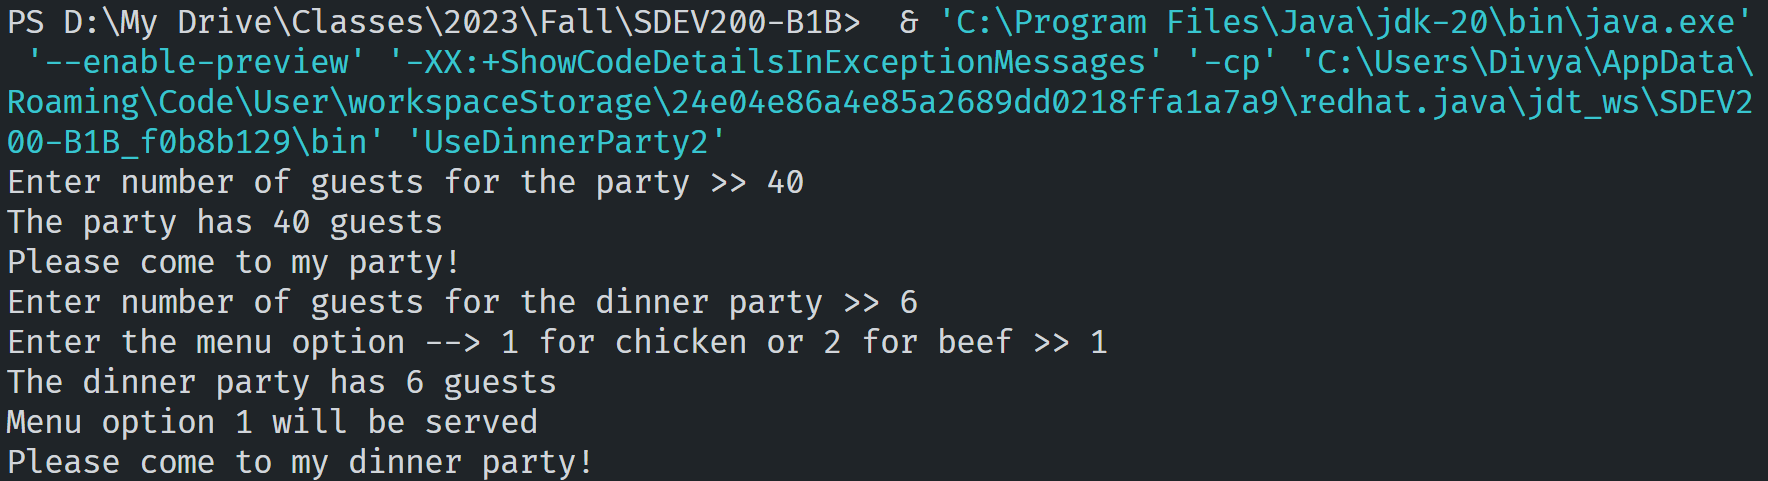 PS D:\My Drive\Classes\2023\Fall\SDEV200-B1B>  & 'C:\Program Files\Java\jdk-20\bin\java.exe'
 '--enable-preview' '-XX:+ShowCodeDetailsInExceptionMessages' '-cp' 'C:\Users\Divya\AppData\
Roaming\Code\User\workspaceStorage\24e04e86a4e85a2689dd0218ffa1a7a9\redhat.java\jdt_ws\SDEV2
00-B1B_f0b8b129\bin' 'UseDinnerParty2'
Enter number of guests for the party >> 40
The party has 40 guests
Please come to my party!
Enter number of guests for the dinner party >> 6
Enter the menu option --> 1 for chicken or 2 for beef >> 1
The dinner party has 6 guests
Menu option 1 will be served
Please come to my dinner party!